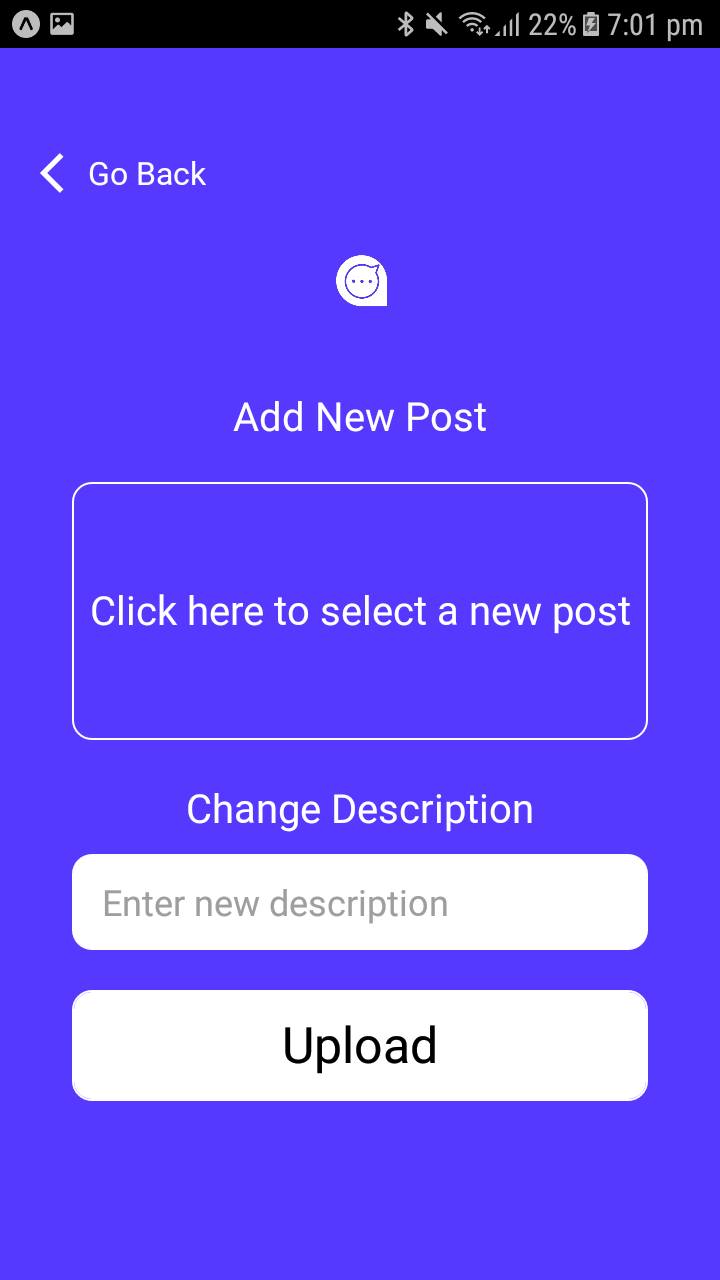 22% 7:01 pm
Go Back
Add New Post
Click here to select a new post
Change Description
Enter new description
Upload